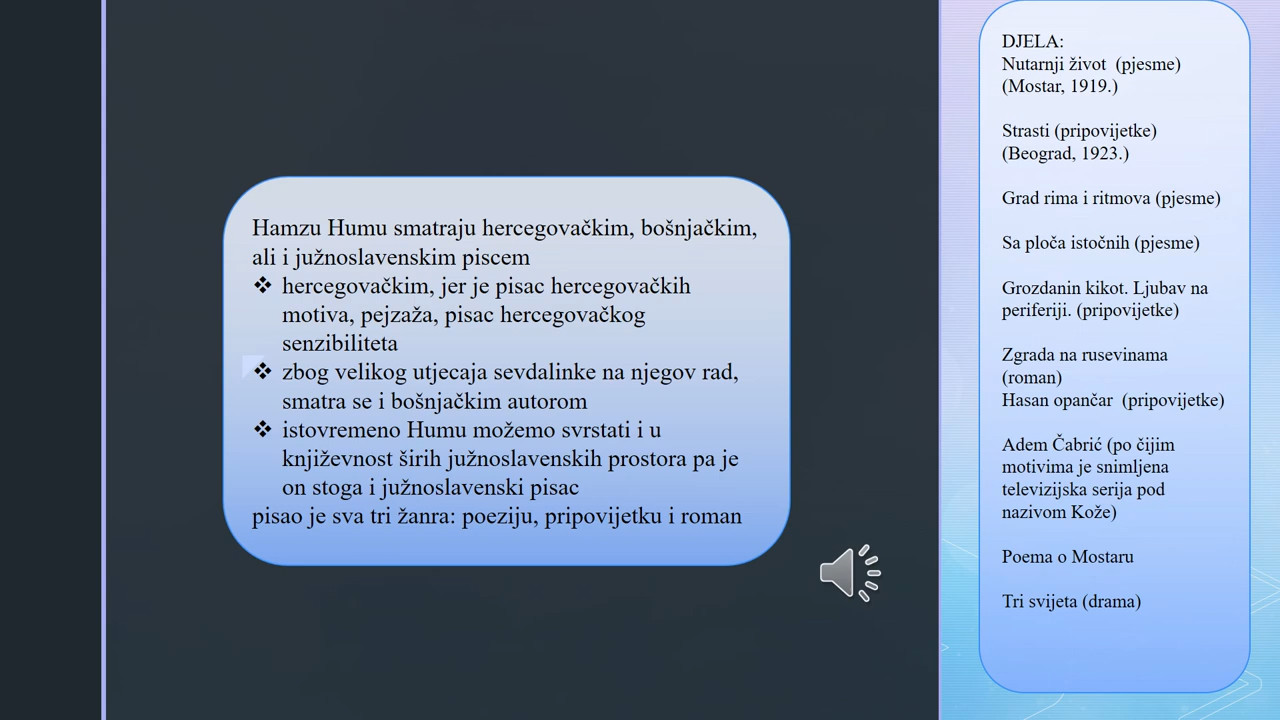 Hamzu Humu smatraju hercegovačkim, bošnjačkim,
ali i južnoslavenskim piscem
❖ hercegovačkim, jer je pisac hercegovačkih
motiva, pejzaža, pisac hercegovačkog
senzibiliteta
❖ zbog velikog utjecaja sevdalinke na njegov rad,
smatra se i bošnjačkim autorom
❖ istovremeno Humu možemo svrstati i u
književnost širih južnoslavenskih prostora pa je
on stoga i južnoslavenski pisac
pisao je sva tri žanra: poeziju, pripovijetku i roman
DJELA:
Nutarnji život (pjesme)
(Mostar, 1919.)
Strasti (pripovijetke)
(Beograd, 1923.)
Grad rima i ritmova (pjesme)
Sa ploča istočnih (pjesme)
Grozdanin kikot. Ljubav na
periferiji. (pripovijetke)
Zgrada na rusevinama
(roman)
Hasan opančar (pripovijetke)
Adem Čabrić (po čijim
motivima je snimljena
televizijska serija pod
nazivom Kože)
Poema o Mostaru
Tri svijeta (drama)